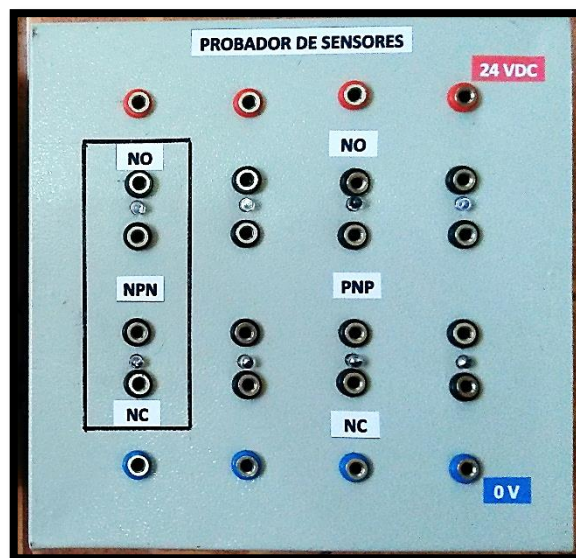 PROBADOR DE SENSORES
24 VDC
NO
NO
NPN
PNP
NC
NC
0 V